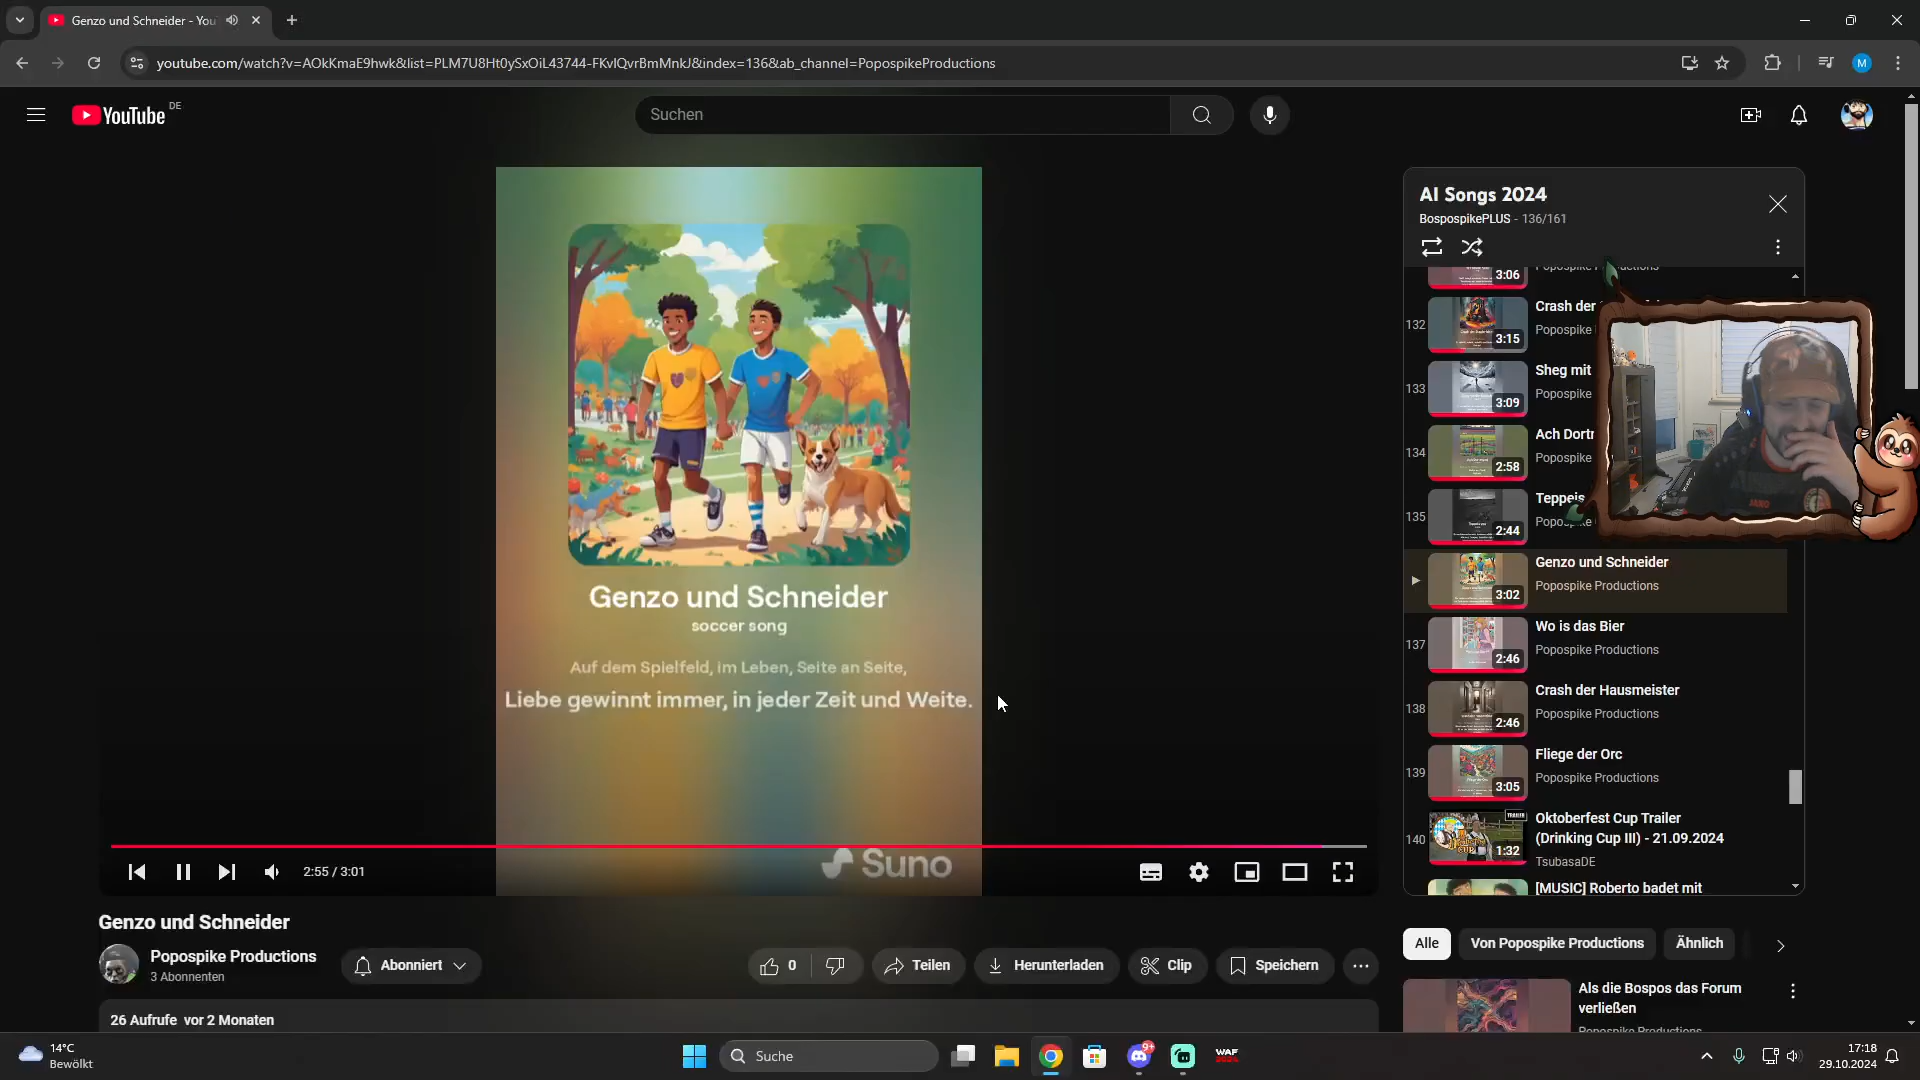 Genzo und Schneider - You
youtube.com/watch?v=AOkKmaE9hwk&list=PLM7U8Ht0ySxOiL43744-FKvlQvrBmMnkJ&index=136&ab_channel=PopospikeProductions
M
YouTube
DE
Suchen
Genzo und Schneider
soccer song
Auf dem Spielfeld, im Leben, Seite an Seite,
Liebe gewinnt immer, in jeder Zeit und Weite.
Suno
2:55 / 3:01
Genzo und Schneider
Popospike Productions
3 Abonnenten
Abonniert
0
Teilen
Herunterladen
Clip
Speichern
26 Aufrufe vor 2 Monaten
AI Songs 2024
BospospikePLUS - 136/161
3:06
132
3:15
Crash der
Popospike
133
3:09
Sheg mit
Popospike
134
2:58
Ach Dortm
Popospike
135
2:44
Teppeis
3:02
Genzo und Schneider
Popospike Productions
137
2:46
Wo is das Bier
Popospike Productions
138
2:46
Crash der Hausmeister
Popospike Productions
139
3:05
Fliege der Orc
Popospike Productions
140
TRAILER
1:32
Oktoberfest Cup Trailer
(Drinking Cup III) - 21.09.2024
TsubasaDE
[MUSIC] Roberto badet mit
Alle
Von Popospike Productions
Ähnlich
Als die Bospos das Forum
verließen
Popospike Productions
14°C
Bewölkt
Suche
9+
WAF
17:18
29.10.2024